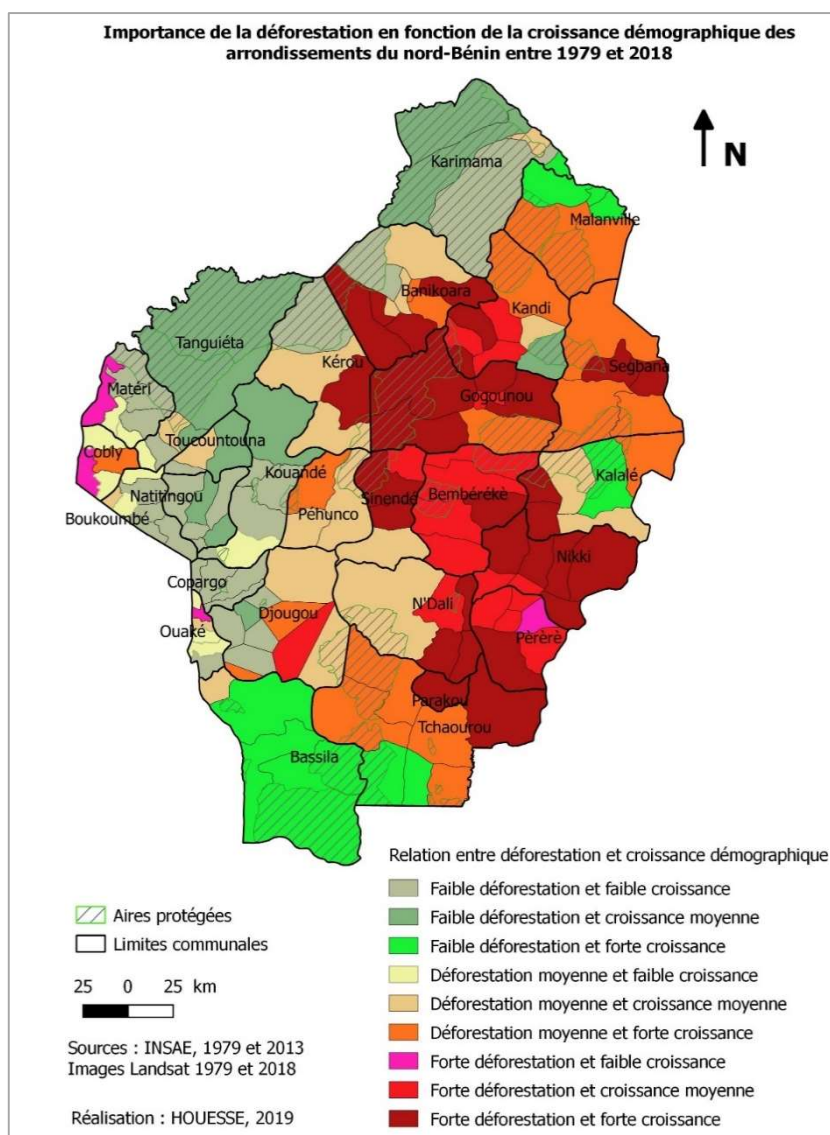 Importance de la déforestation en fonction de la croissance démographique des
arrondissements du nord-Bénin entre 1979 et 2018
N
Karimama
Malanville
Banikoara
Kandi
Tanguiéta
Kérou
Segbana
Matéri
Gogounou
Toucountouna
Cobly
Kouandé
Kalalé
Natitingou
Sinendé
Bembérékè
Boukoumbé
Péhunco
Nikki
Copargo
Djougou
N'Dali
Ouaké
Pèrèrè
Parakou
Tchaourou
Bassila
Relation entre déforestation et croissance démographique
Faible déforestation et faible croissance
Faible déforestation et croissance moyenne
Faible déforestation et forte croissance
Déforestation moyenne et faible croissance
Déforestation moyenne et croissance moyenne
Déforestation moyenne et forte croissance
Forte déforestation et faible croissance
Forte déforestation et croissance moyenne
Forte déforestation et forte croissance
Aires protégées
Limites communales
25 0 25 km
Sources : INSAE, 1979 et 2013
Images Landsat 1979 et 2018
Réalisation : HOUESSE, 2019